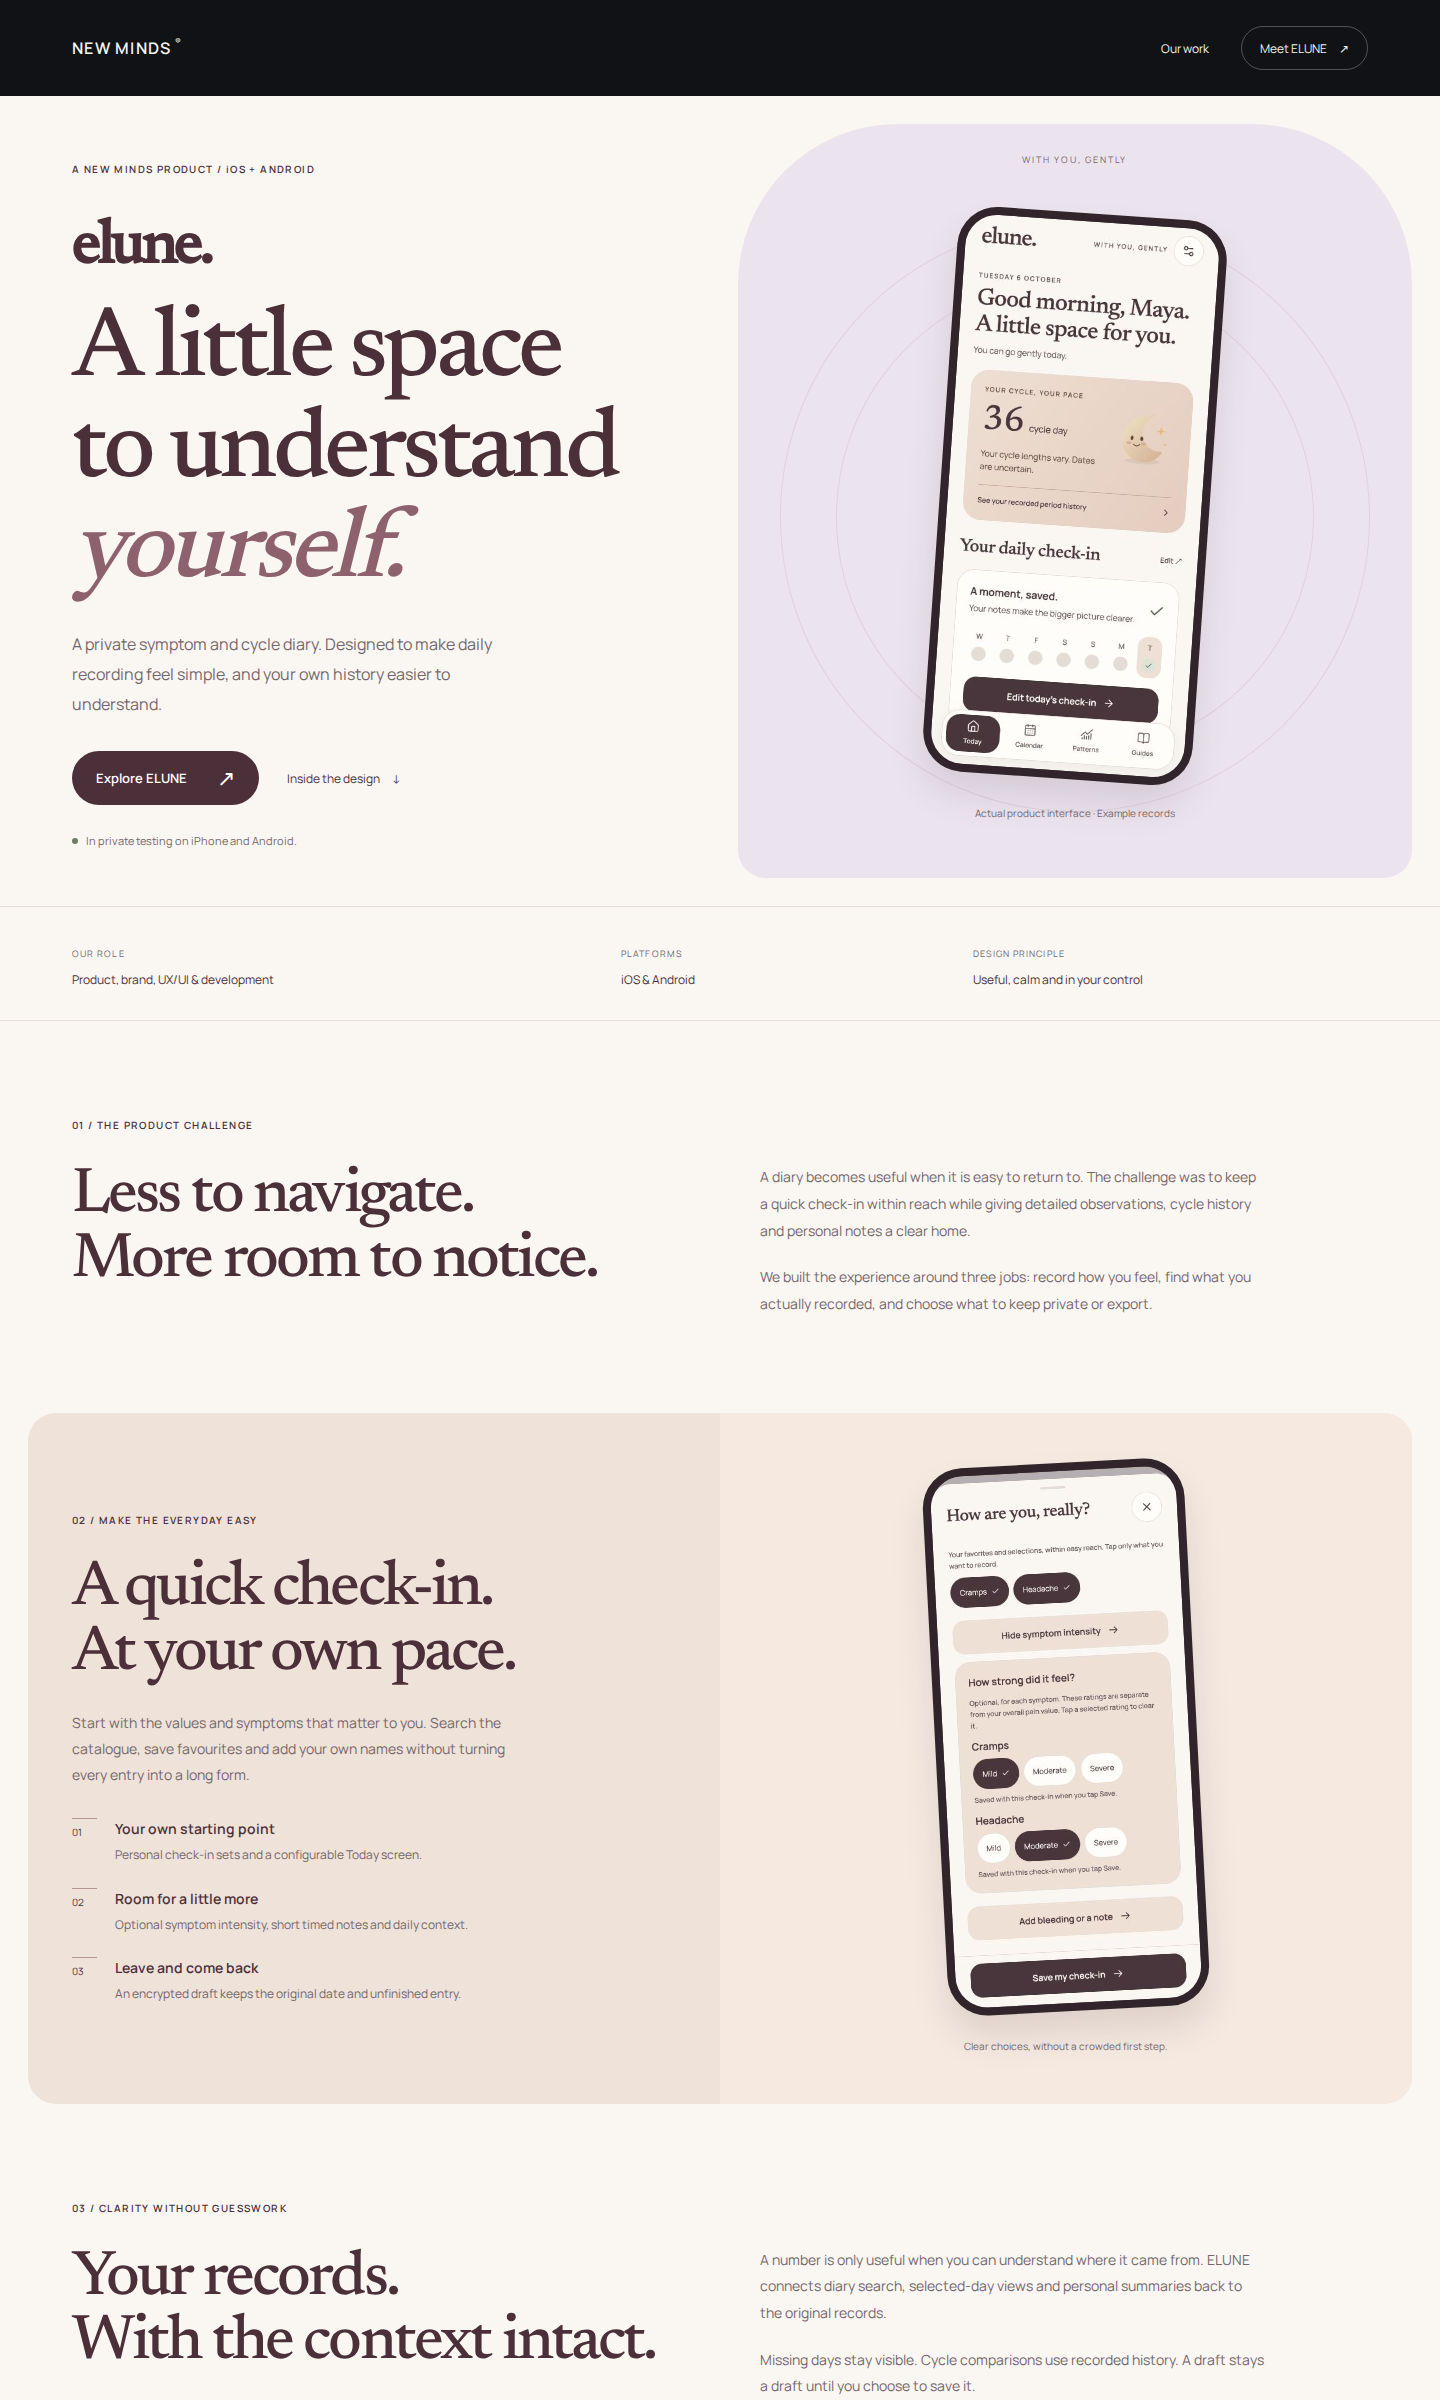 NEW MINDS®
Our work
Meet ELUNE ↗
A NEW MINDS PRODUCT / iOS + ANDROID
elune.
A little space
to understand
yourself.
A private symptom and cycle diary. Designed to make daily
recording feel simple, and your own history easier to
understand.
Explore ELUNE ↗
Inside the design ↓
In private testing on iPhone and Android.
WITH YOU, GENTLY
elune.
WITH YOU, GENTLY
TUESDAY 6 OCTOBER
Good morning, Maya.
A little space for you.
You can go gently today.
YOUR CYCLE, YOUR PACE
36 cycle day
Your cycle lengths vary. Dates
are uncertain.
See your recorded period history
Your daily check-in
Edit ↗
A moment, saved.
Your notes make the bigger picture clearer.
W T F S S M T
Edit today's check-in →
Today
Calendar
Patterns
Guides
Actual product interface · Example records
OUR ROLE
Product, brand, UX/UI & development
PLATFORMS
iOS & Android
DESIGN PRINCIPLE
Useful, calm and in your control
01 / THE PRODUCT CHALLENGE
Less to navigate.
More room to notice.
A diary becomes useful when it is easy to return to. The challenge was to keep
a quick check-in within reach while giving detailed observations, cycle history
and personal notes a clear home.
We built the experience around three jobs: record how you feel, find what you
actually recorded, and choose what to keep private or export.
02 / MAKE THE EVERYDAY EASY
A quick check-in.
At your own pace.
Start with the values and symptoms that matter to you. Search the
catalogue, save favourites and add your own names without turning
every entry into a long form.
01
Your own starting point
Personal check-in sets and a configurable Today screen.
02
Room for a little more
Optional symptom intensity, short timed notes and daily context.
03
Leave and come back
An encrypted draft keeps the original date and unfinished entry.
How are you, really?
Your favorites and selections, within easy reach. Tap only what you
want to record.
Cramps ✓
Headache ✓
Hide symptom intensity →
How strong did it feel?
Optional, for each symptom. These ratings are separate
from your overall pain value. Tap a selected rating to clear
it.
Cramps
Mild ✓
Moderate
Severe
Saved with this check-in when you tap Save.
Headache
Mild
Moderate ✓
Severe
Saved with this check-in when you tap Save.
Add bleeding or a note →
Save my check-in →
Clear choices, without a crowded first step.
03 / CLARITY WITHOUT GUESSWORK
Your records.
With the context intact.
A number is only useful when you can understand where it came from. ELUNE
connects diary search, selected-day views and personal summaries back to
the original records.
Missing days stay visible. Cycle comparisons use recorded history. A draft stays
a draft until you choose to save it.